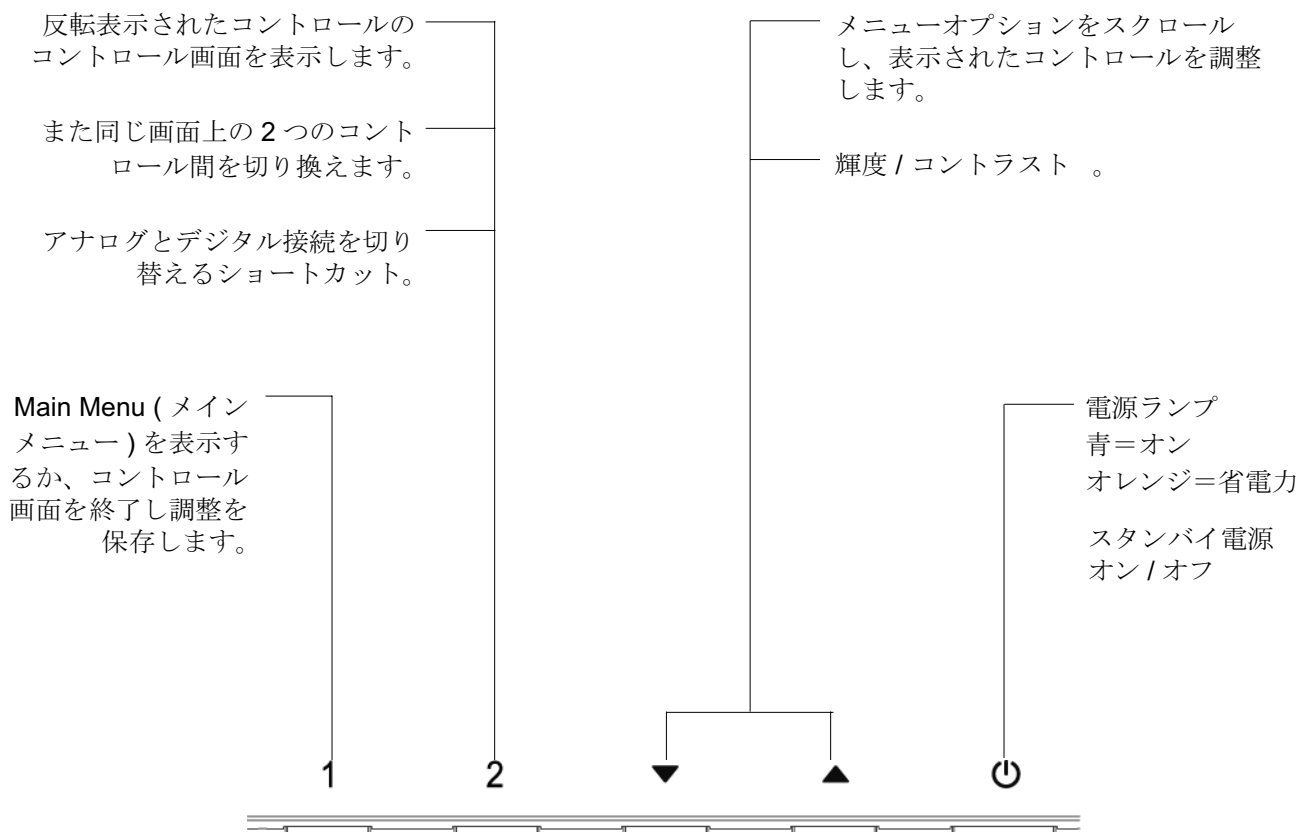 反転表示されたコントロールの
コントロール画面を表示します。
また同じ画面上の 2 つのコント
ロール間を切り換えます。
アナログとデジタル接続を切り
替えるショートカット。
メニューオプションをスクロール
し、表示されたコントロールを調整
します。
輝度 / コントラスト 。
Main Menu ( メイン
メニュー ) を表示す
るか、コントロール
画面を終了し調整を
保存します。
電源ランプ
青＝オン
オレンジ＝省電力
スタンバイ電源
オン / オフ
1 2 ▼ ▲ ⏻